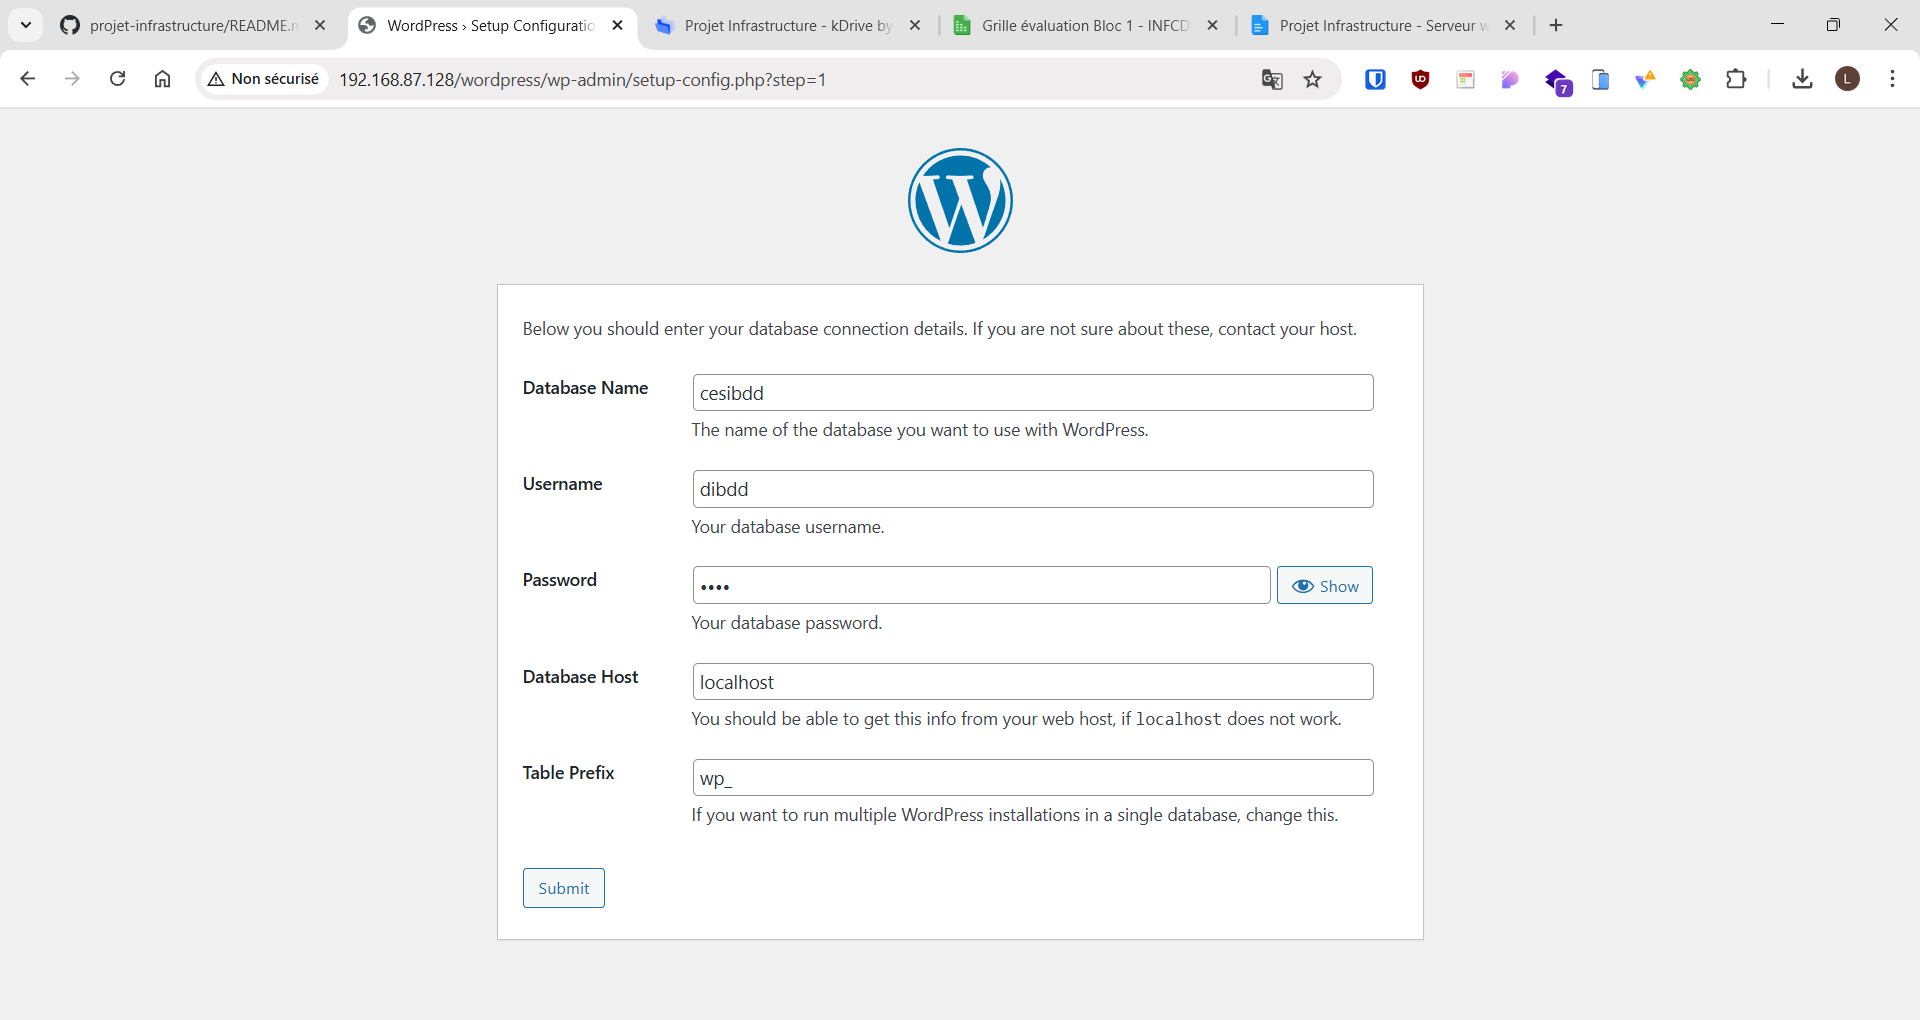 projet-infrastructure/README.m
WordPress › Setup Configuratio
Projet Infrastructure - kDrive by
Grille évaluation Bloc 1 - INFCD
Projet Infrastructure - Serveur w
Non sécurisé
192.168.87.128/wordpress/wp-admin/setup-config.php?step=1
7
L
Below you should enter your database connection details. If you are not sure about these, contact your host.
Database Name
cesibdd
The name of the database you want to use with WordPress.
Username
dibdd
Your database username.
Password
••••
Show
Your database password.
Database Host
localhost
You should be able to get this info from your web host, if localhost does not work.
Table Prefix
wp_
If you want to run multiple WordPress installations in a single database, change this.
Submit